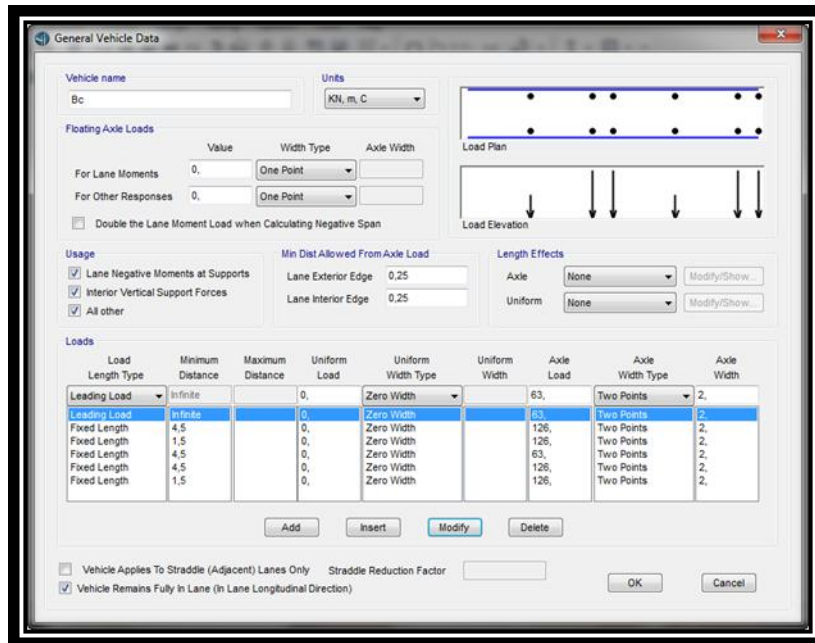 General Vehicle Data
Vehicle name
Units
Bc
KN, m, C
Floating Axle Loads
Value Width Type Axle Width
For Lane Moments 0, One Point
For Other Responses 0, One Point
Double the Lane Moment Load when Calculating Negative Span
Load Plan
Load Elevation
Usage
Lane Negative Moments at Supports
Interior Vertical Support Forces
All other
Min Dist Allowed From Axle Load
Lane Exterior Edge 0,25
Lane Interior Edge 0,25
Length Effects
Axle None Modify/Show...
Uniform None Modify/Show...
Loads
Load Minimum Maximum Uniform Uniform Uniform Axle Axle Axle
Length Type Distance Distance Load Width Type Width Load Width Type Width
Leading Load Infinite 0, Zero Width 63, Two Points 2,
Leading Load Infinite 0, Zero Width 63, Two Points 2,
Fixed Length 4,5 0, Zero Width 126, Two Points 2,
Fixed Length 1,5 0, Zero Width 126, Two Points 2,
Fixed Length 4,5 0, Zero Width 63, Two Points 2,
Fixed Length 4,5 0, Zero Width 126, Two Points 2,
Fixed Length 1,5 0, Zero Width 126, Two Points 2,
Add Insert Modify Delete
Vehicle Applies To Straddle (Adjacent) Lanes Only Straddle Reduction Factor
Vehicle Remains Fully In Lane (In Lane Longitudinal Direction)
OK Cancel